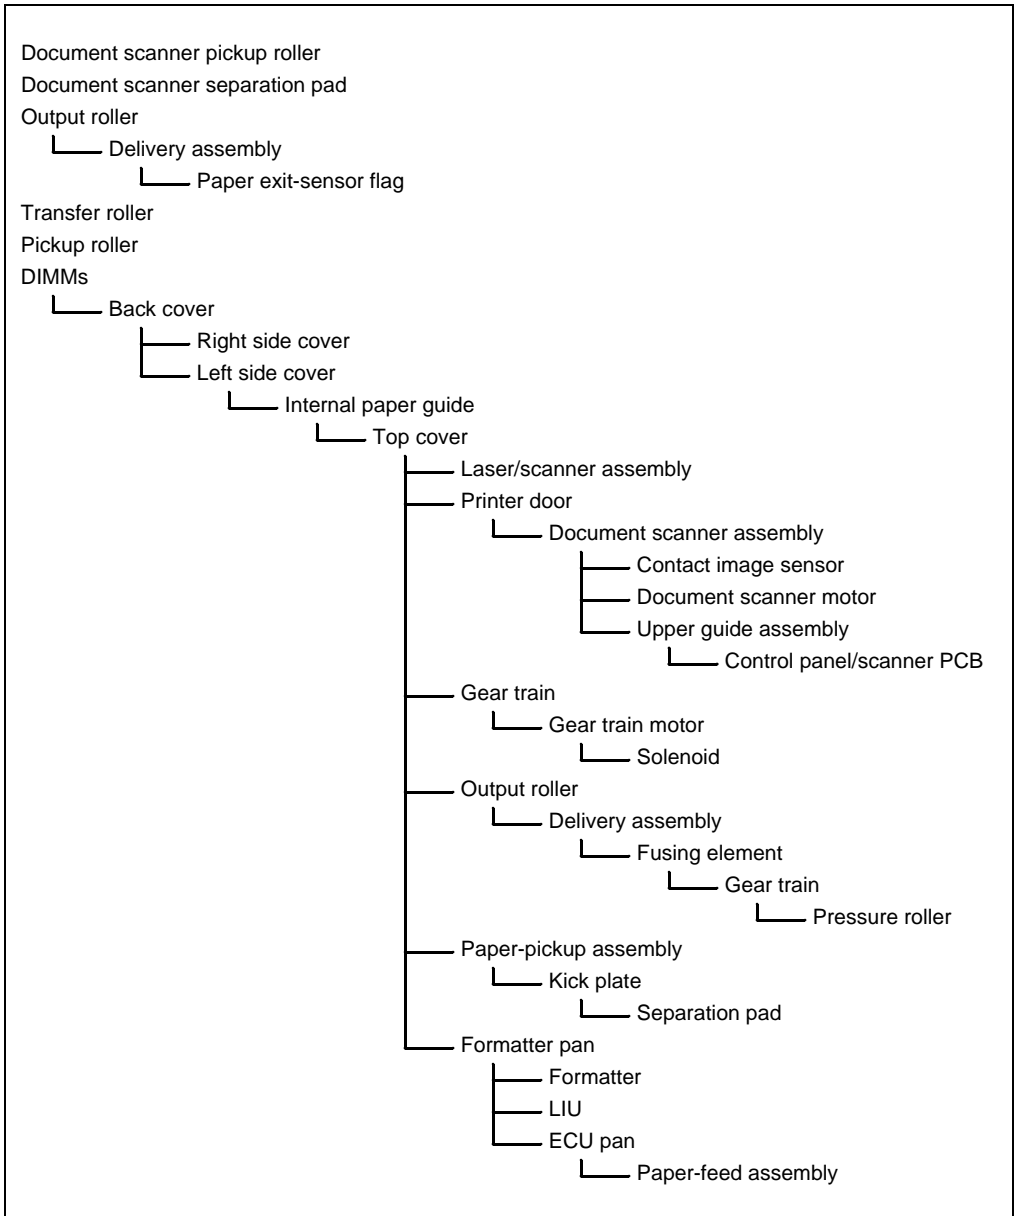 Document scanner pickup roller
Document scanner separation pad
Output roller
Delivery assembly
Paper exit-sensor flag
Transfer roller
Pickup roller
DIMMs
Back cover
Right side cover
Left side cover
Internal paper guide
Top cover
Laser/scanner assembly
Printer door
Document scanner assembly
Contact image sensor
Document scanner motor
Upper guide assembly
Control panel/scanner PCB
Gear train
Gear train motor
Solenoid
Output roller
Delivery assembly
Fusing element
Gear train
Pressure roller
Paper-pickup assembly
Kick plate
Separation pad
Formatter pan
Formatter
LIU
ECU pan
Paper-feed assembly